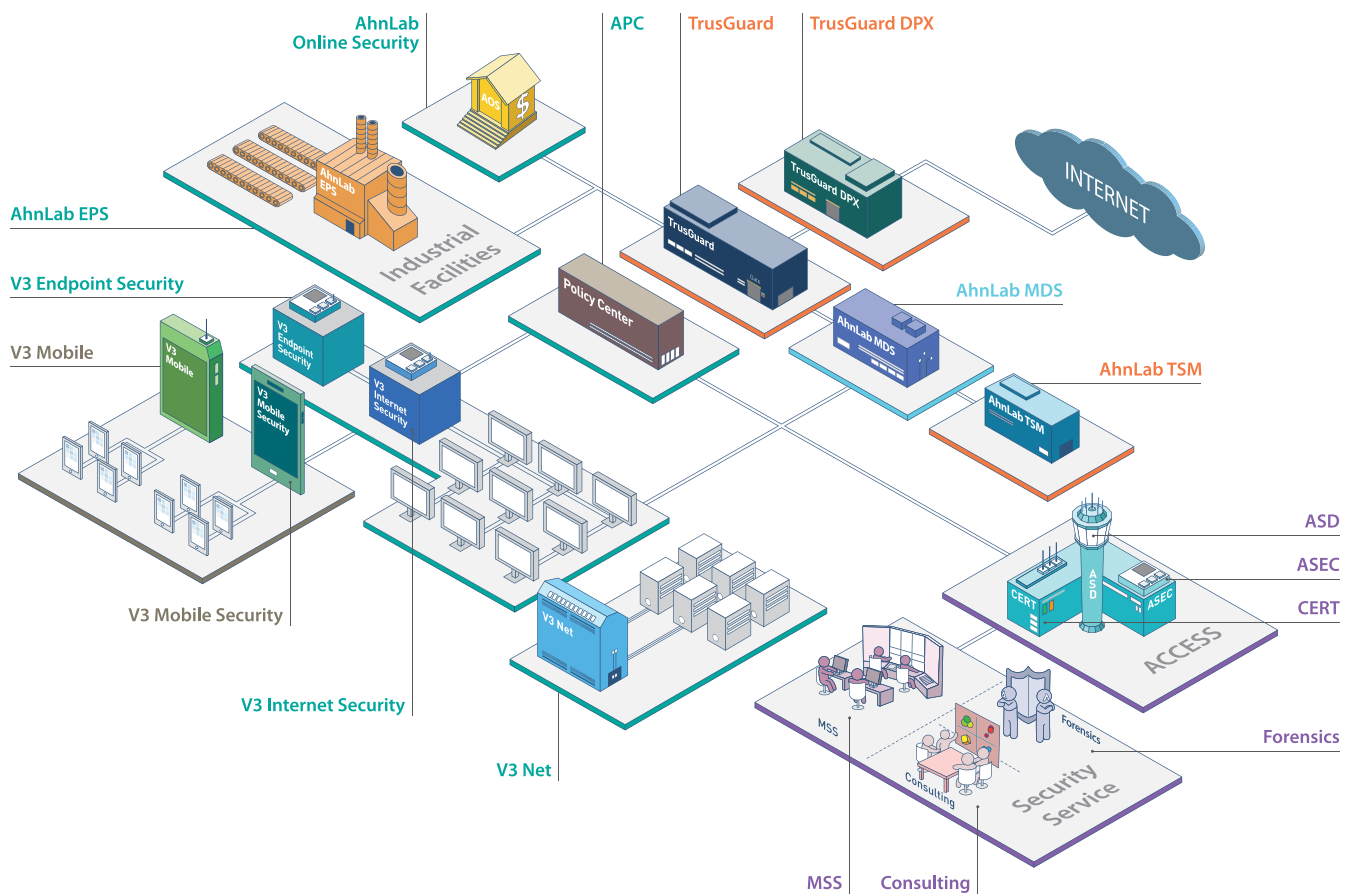 AhnLab
Online Security
APC
TrusGuard
TrusGuard DPX
AOS
$
AhnLab
EPS
Industrial
Facilities
TrusGuard DPX
INTERNET
TrusGuard
Gate
AhnLab EPS
V3 Endpoint Security
V3
Endpoint
Security
Policy Center
AhnLab MDS
AhnLab MDS
V3 Mobile
V3
Mobile
V3
Internet
Security
V3
Mobile
Security
AhnLab TSM
AhnLab TSM
ASD
ASEC
CERT
ASD
CERT
ASEC
ACCESS
V3 Mobile Security
V3 Net
V3 Internet Security
V3 Net
MSS
Forensics
Consulting
Security
Service
Forensics
MSS
Consulting